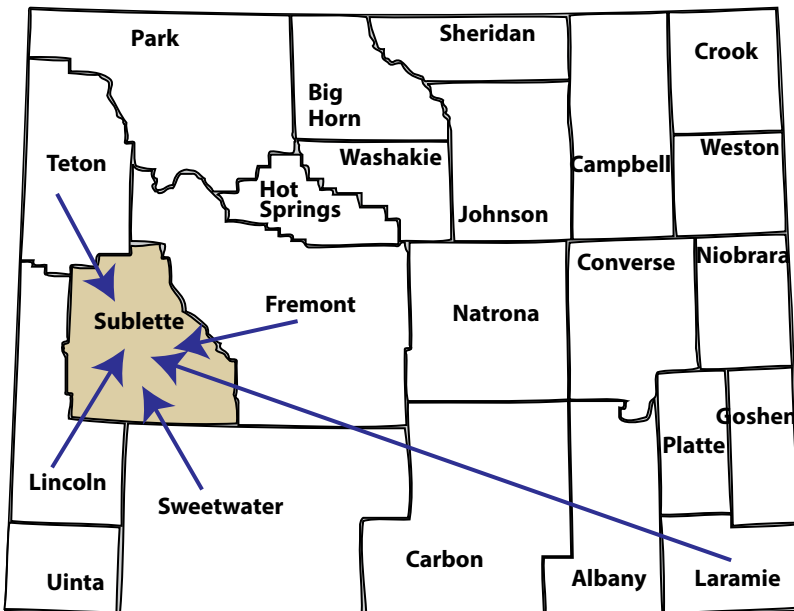 Park
Sheridan
Crook
Big
Horn
Teton
Washakie
Campbell
Weston
Hot
Springs
Johnson
Sublette
Fremont
Natrona
Converse
Niobrara
Lincoln
Sweetwater
Platte
Goshen
Uinta
Carbon
Albany
Laramie